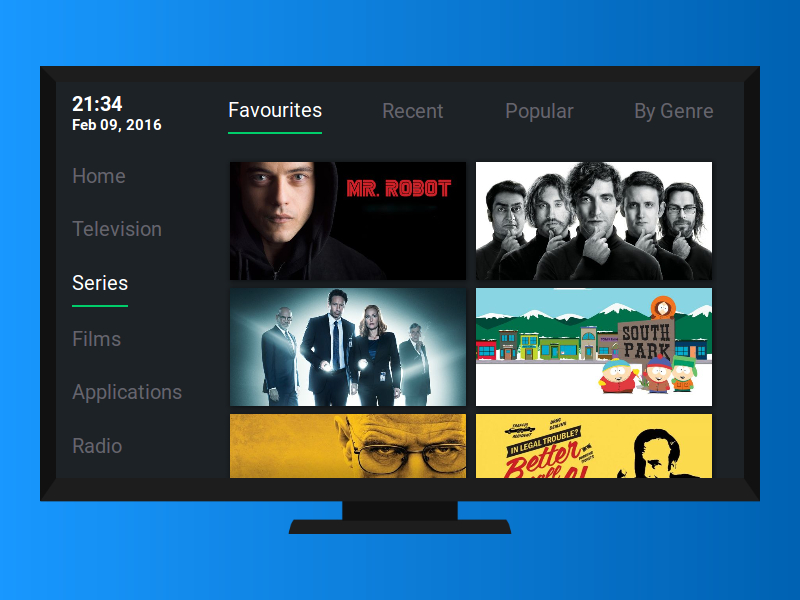 21:34
Feb 09, 2016
Favourites
Recent
Popular
By Genre
Home
Television
Series
Films
Applications
Radio
MR. ROBOT
SOUTH
PARK
IN LEGAL TROUBLE?
Better